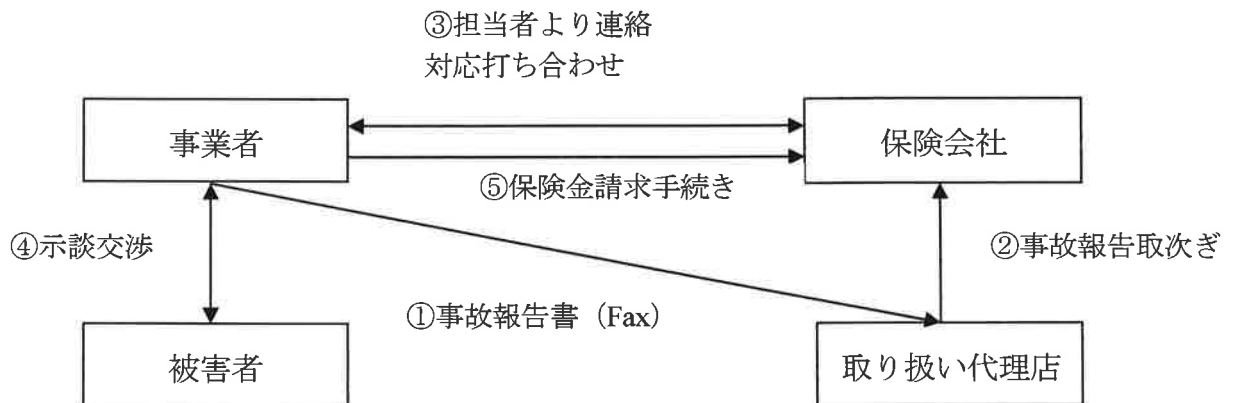 ③担当者より連絡
対応打ち合わせ
事業者
保険会社
⑤保険金請求手続き
④示談交渉
②事故報告取次ぎ
①事故報告書（Fax）
被害者
取り扱い代理店